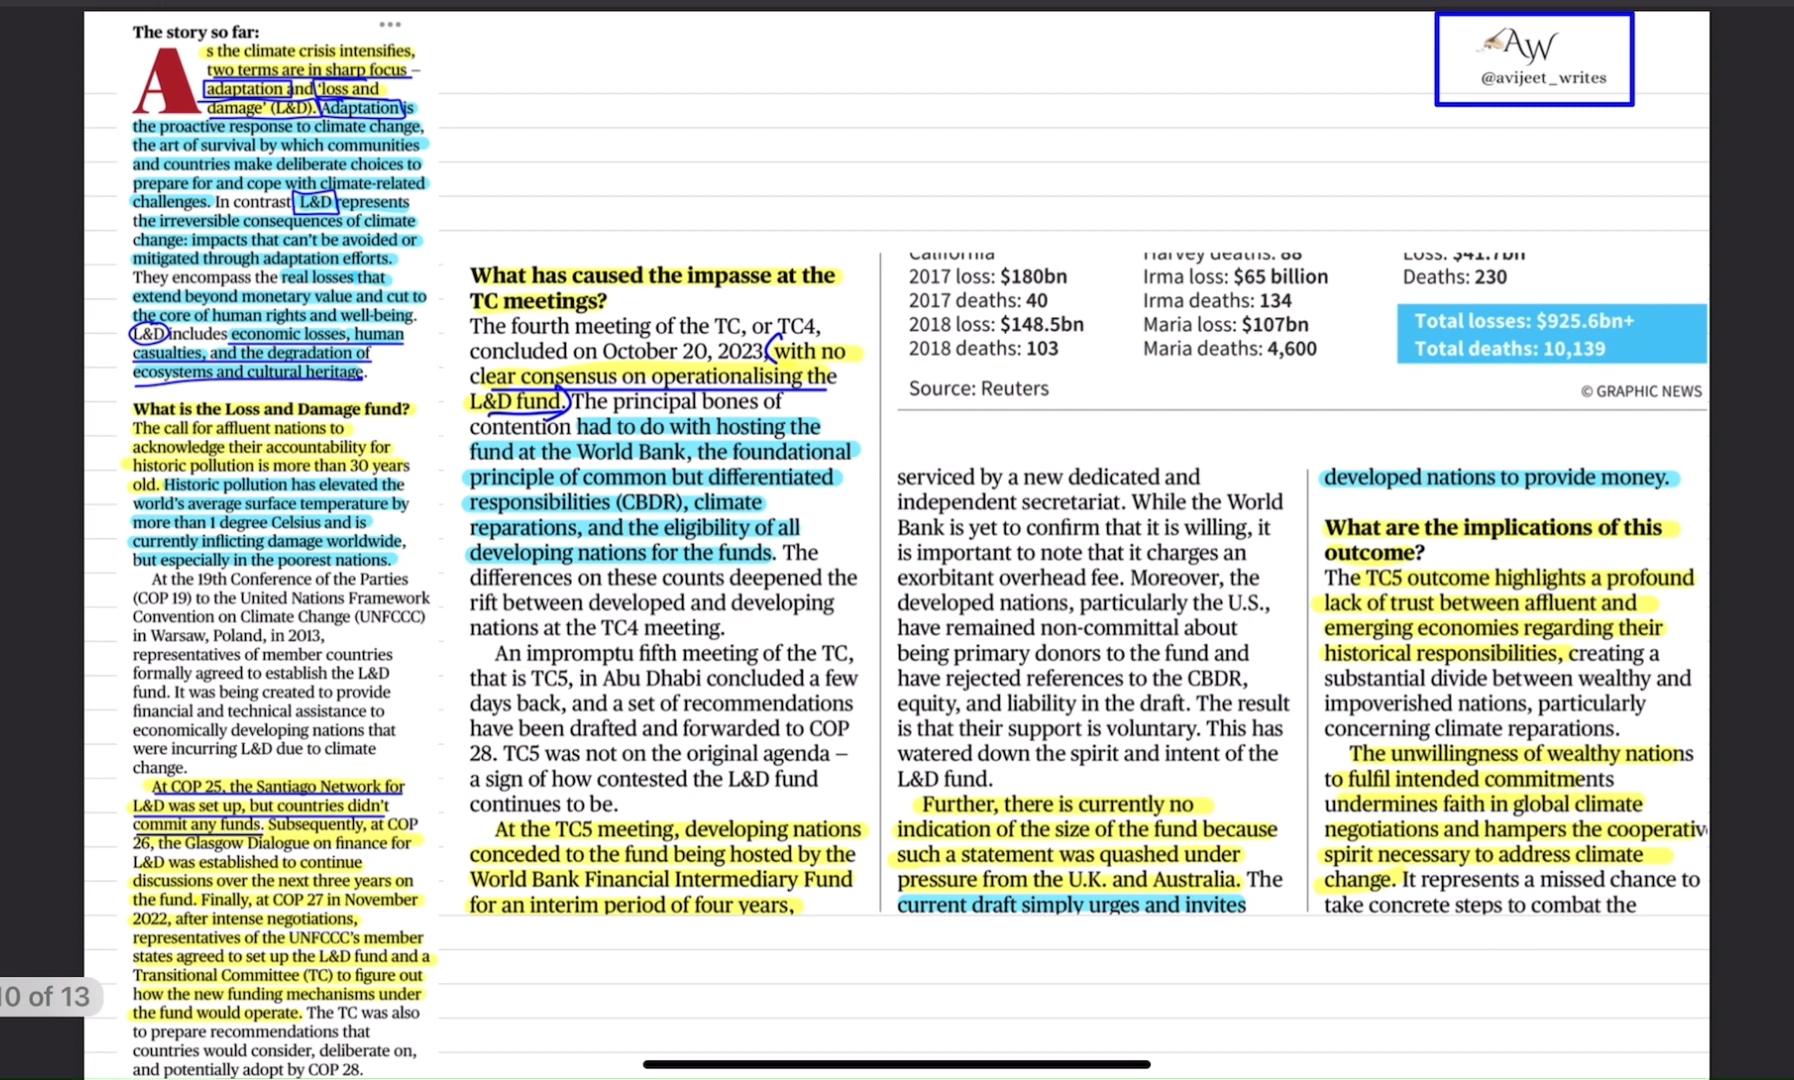 The story so far:
As the climate crisis intensifies,
two terms are in sharp focus –
adaptation and ‘loss and
damage’ (L&D). Adaptation is
the proactive response to climate change,
the art of survival by which communities
and countries make deliberate choices to
prepare for and cope with climate-related
challenges. In contrast L&D represents
the irreversible consequences of climate
change: impacts that can’t be avoided or
mitigated through adaptation efforts.
They encompass the real losses that
extend beyond monetary value and cut to
the core of human rights and well-being.
L&D includes economic losses, human
casualties, and the degradation of
ecosystems and cultural heritage.
What is the Loss and Damage fund?
The call for affluent nations to
acknowledge their accountability for
historic pollution is more than 30 years
old. Historic pollution has elevated the
world’s average surface temperature by
more than 1 degree Celsius and is
currently inflicting damage worldwide,
but especially in the poorest nations.
At the 19th Conference of the Parties
(COP 19) to the United Nations Framework
Convention on Climate Change (UNFCCC)
in Warsaw, Poland, in 2013,
representatives of member countries
formally agreed to establish the L&D
fund. It was being created to provide
financial and technical assistance to
economically developing nations that
were incurring L&D due to climate
change.
At COP 25, the Santiago Network for
L&D was set up, but countries didn’t
commit any funds. Subsequently, at COP
26, the Glasgow Dialogue on finance for
L&D was established to continue
discussions over the next three years on
the fund. Finally, at COP 27 in November
2022, after intense negotiations,
representatives of the UNFCCC’s member
states agreed to set up the L&D fund and a
Transitional Committee (TC) to figure out
how the new funding mechanisms under
the fund would operate. The TC was also
to prepare recommendations that
countries would consider, deliberate on,
and potentially adopt by COP 28.
What has caused the impasse at the
TC meetings?
The fourth meeting of the TC, or TC4,
concluded on October 20, 2023, with no
clear consensus on operationalising the
L&D fund. The principal bones of
contention had to do with hosting the
fund at the World Bank, the foundational
principle of common but differentiated
responsibilities (CBDR), climate
reparations, and the eligibility of all
developing nations for the funds. The
differences on these counts deepened the
rift between developed and developing
nations at the TC4 meeting.
An impromptu fifth meeting of the TC,
that is TC5, in Abu Dhabi concluded a few
days back, and a set of recommendations
have been drafted and forwarded to COP
28. TC5 was not on the original agenda –
a sign of how contested the L&D fund
continues to be.
At the TC5 meeting, developing nations
conceded to the fund being hosted by the
World Bank Financial Intermediary Fund
for an interim period of four years,
California
2017 loss: $180bn
2017 deaths: 40
2018 loss: $148.5bn
2018 deaths: 103
Harvey deaths: 88
Irma loss: $65 billion
Irma deaths: 134
Maria loss: $107bn
Maria deaths: 4,600
Loss: $41.7bn
Deaths: 230
Total losses: $925.6bn+
Total deaths: 10,139
Source: Reuters
© GRAPHIC NEWS
serviced by a new dedicated and
independent secretariat. While the World
Bank is yet to confirm that it is willing, it
is important to note that it charges an
exorbitant overhead fee. Moreover, the
developed nations, particularly the U.S.,
have remained non-committal about
being primary donors to the fund and
have rejected references to the CBDR,
equity, and liability in the draft. The result
is that their support is voluntary. This has
watered down the spirit and intent of the
L&D fund.
Further, there is currently no
indication of the size of the fund because
such a statement was quashed under
pressure from the U.K. and Australia. The
current draft simply urges and invites
developed nations to provide money.
What are the implications of this
outcome?
The TC5 outcome highlights a profound
lack of trust between affluent and
emerging economies regarding their
historical responsibilities, creating a
substantial divide between wealthy and
impoverished nations, particularly
concerning climate reparations.
The unwillingness of wealthy nations
to fulfil intended commitments
undermines faith in global climate
negotiations and hampers the cooperativ
spirit necessary to address climate
change. It represents a missed chance to
take concrete steps to combat the
AW
@avijeet_writes
10 of 13